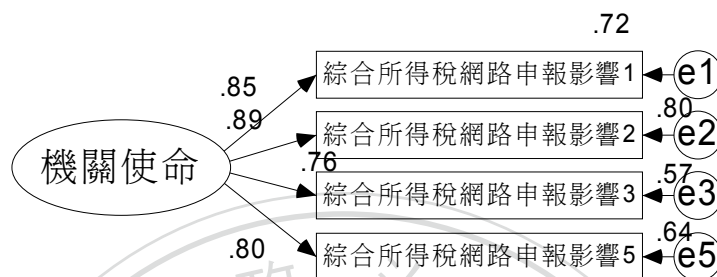 .72
綜合所得稅網路申報影響1
e1
.85
.80
.89
綜合所得稅網路申報影響2
e2
機關使命
.76
.57
綜合所得稅網路申報影響3
e3
.64
.80
綜合所得稅網路申報影響5
e5